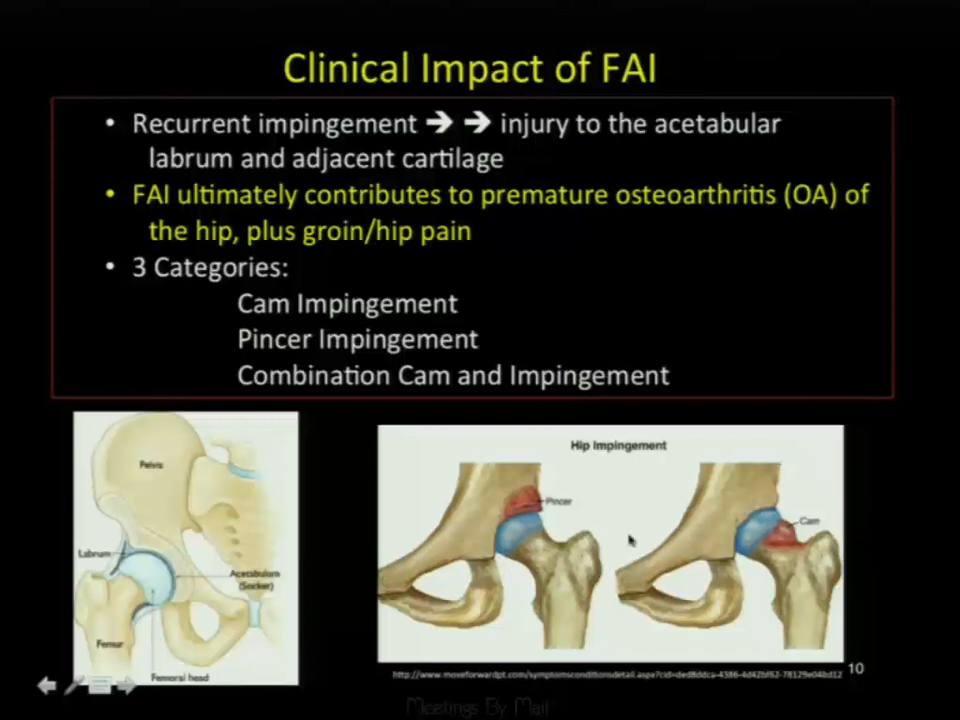 Clinical Impact of FAI
• Recurrent impingement ➔ ➔ injury to the acetabular
labrum and adjacent cartilage
• FAI ultimately contributes to premature osteoarthritis (OA) of
the hip, plus groin/hip pain
• 3 Categories:
Cam Impingement
Pincer Impingement
Combination Cam and Impingement
Pelvis
Labrum
Acetabulum
(Socket)
Femur
Femoral head
Hip Impingement
Pincer
Cam
10
Meetings By Mail